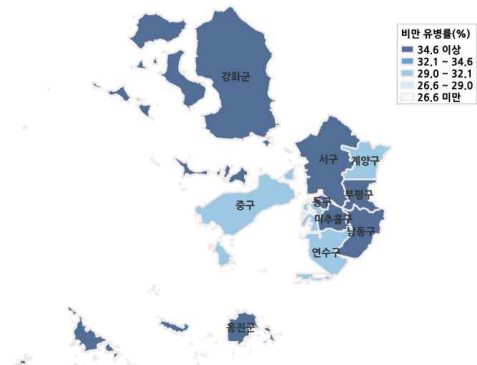 비만 유병률(%)
34.6 이상
32.1 ~ 34.6
29.0 ~ 32.1
26.6 ~ 29.0
26.6 미만
강화군
서구
계양구
부평구
중구
동구
미추홀구
남동구
연수구
옹진군